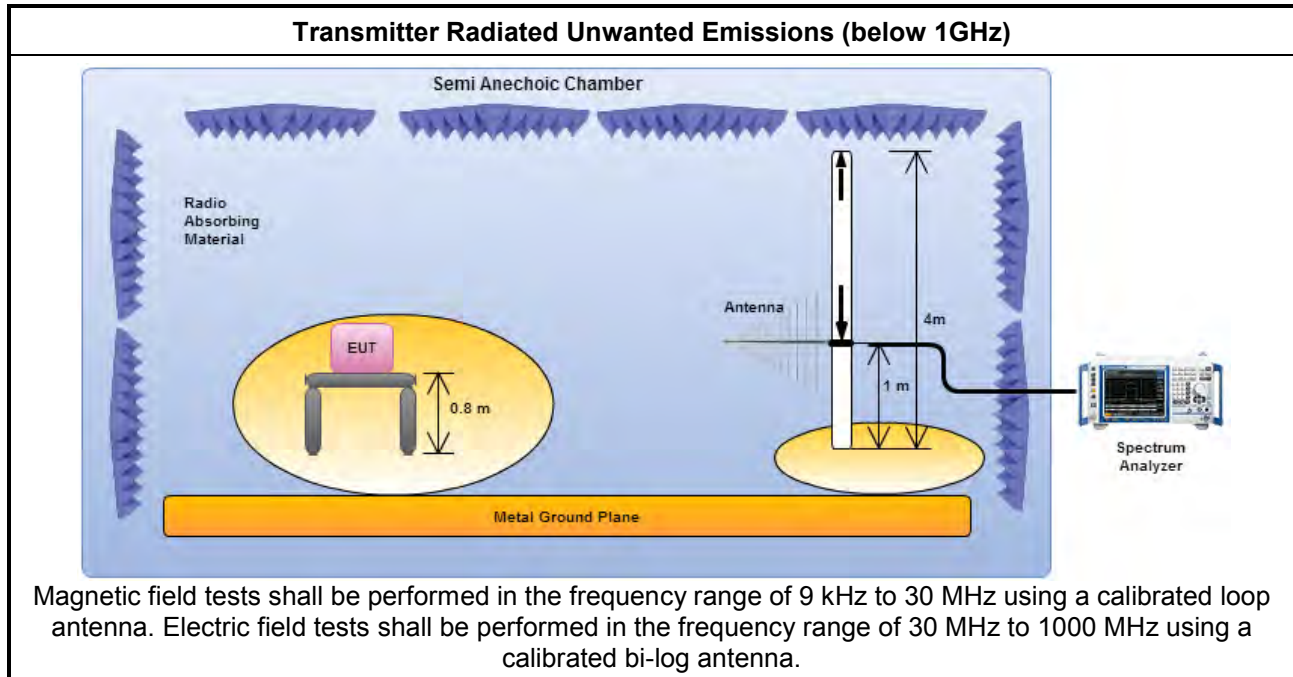 Transmitter Radiated Unwanted Emissions (below 1GHz)
Semi Anechoic Chamber
Radio
Absorbing
Material
Antenna
4m
EUT
1 m
0.8 m
Spectrum
Analyzer
Metal Ground Plane
Magnetic field tests shall be performed in the frequency range of 9 kHz to 30 MHz using a calibrated loop
antenna. Electric field tests shall be performed in the frequency range of 30 MHz to 1000 MHz using a
calibrated bi-log antenna.